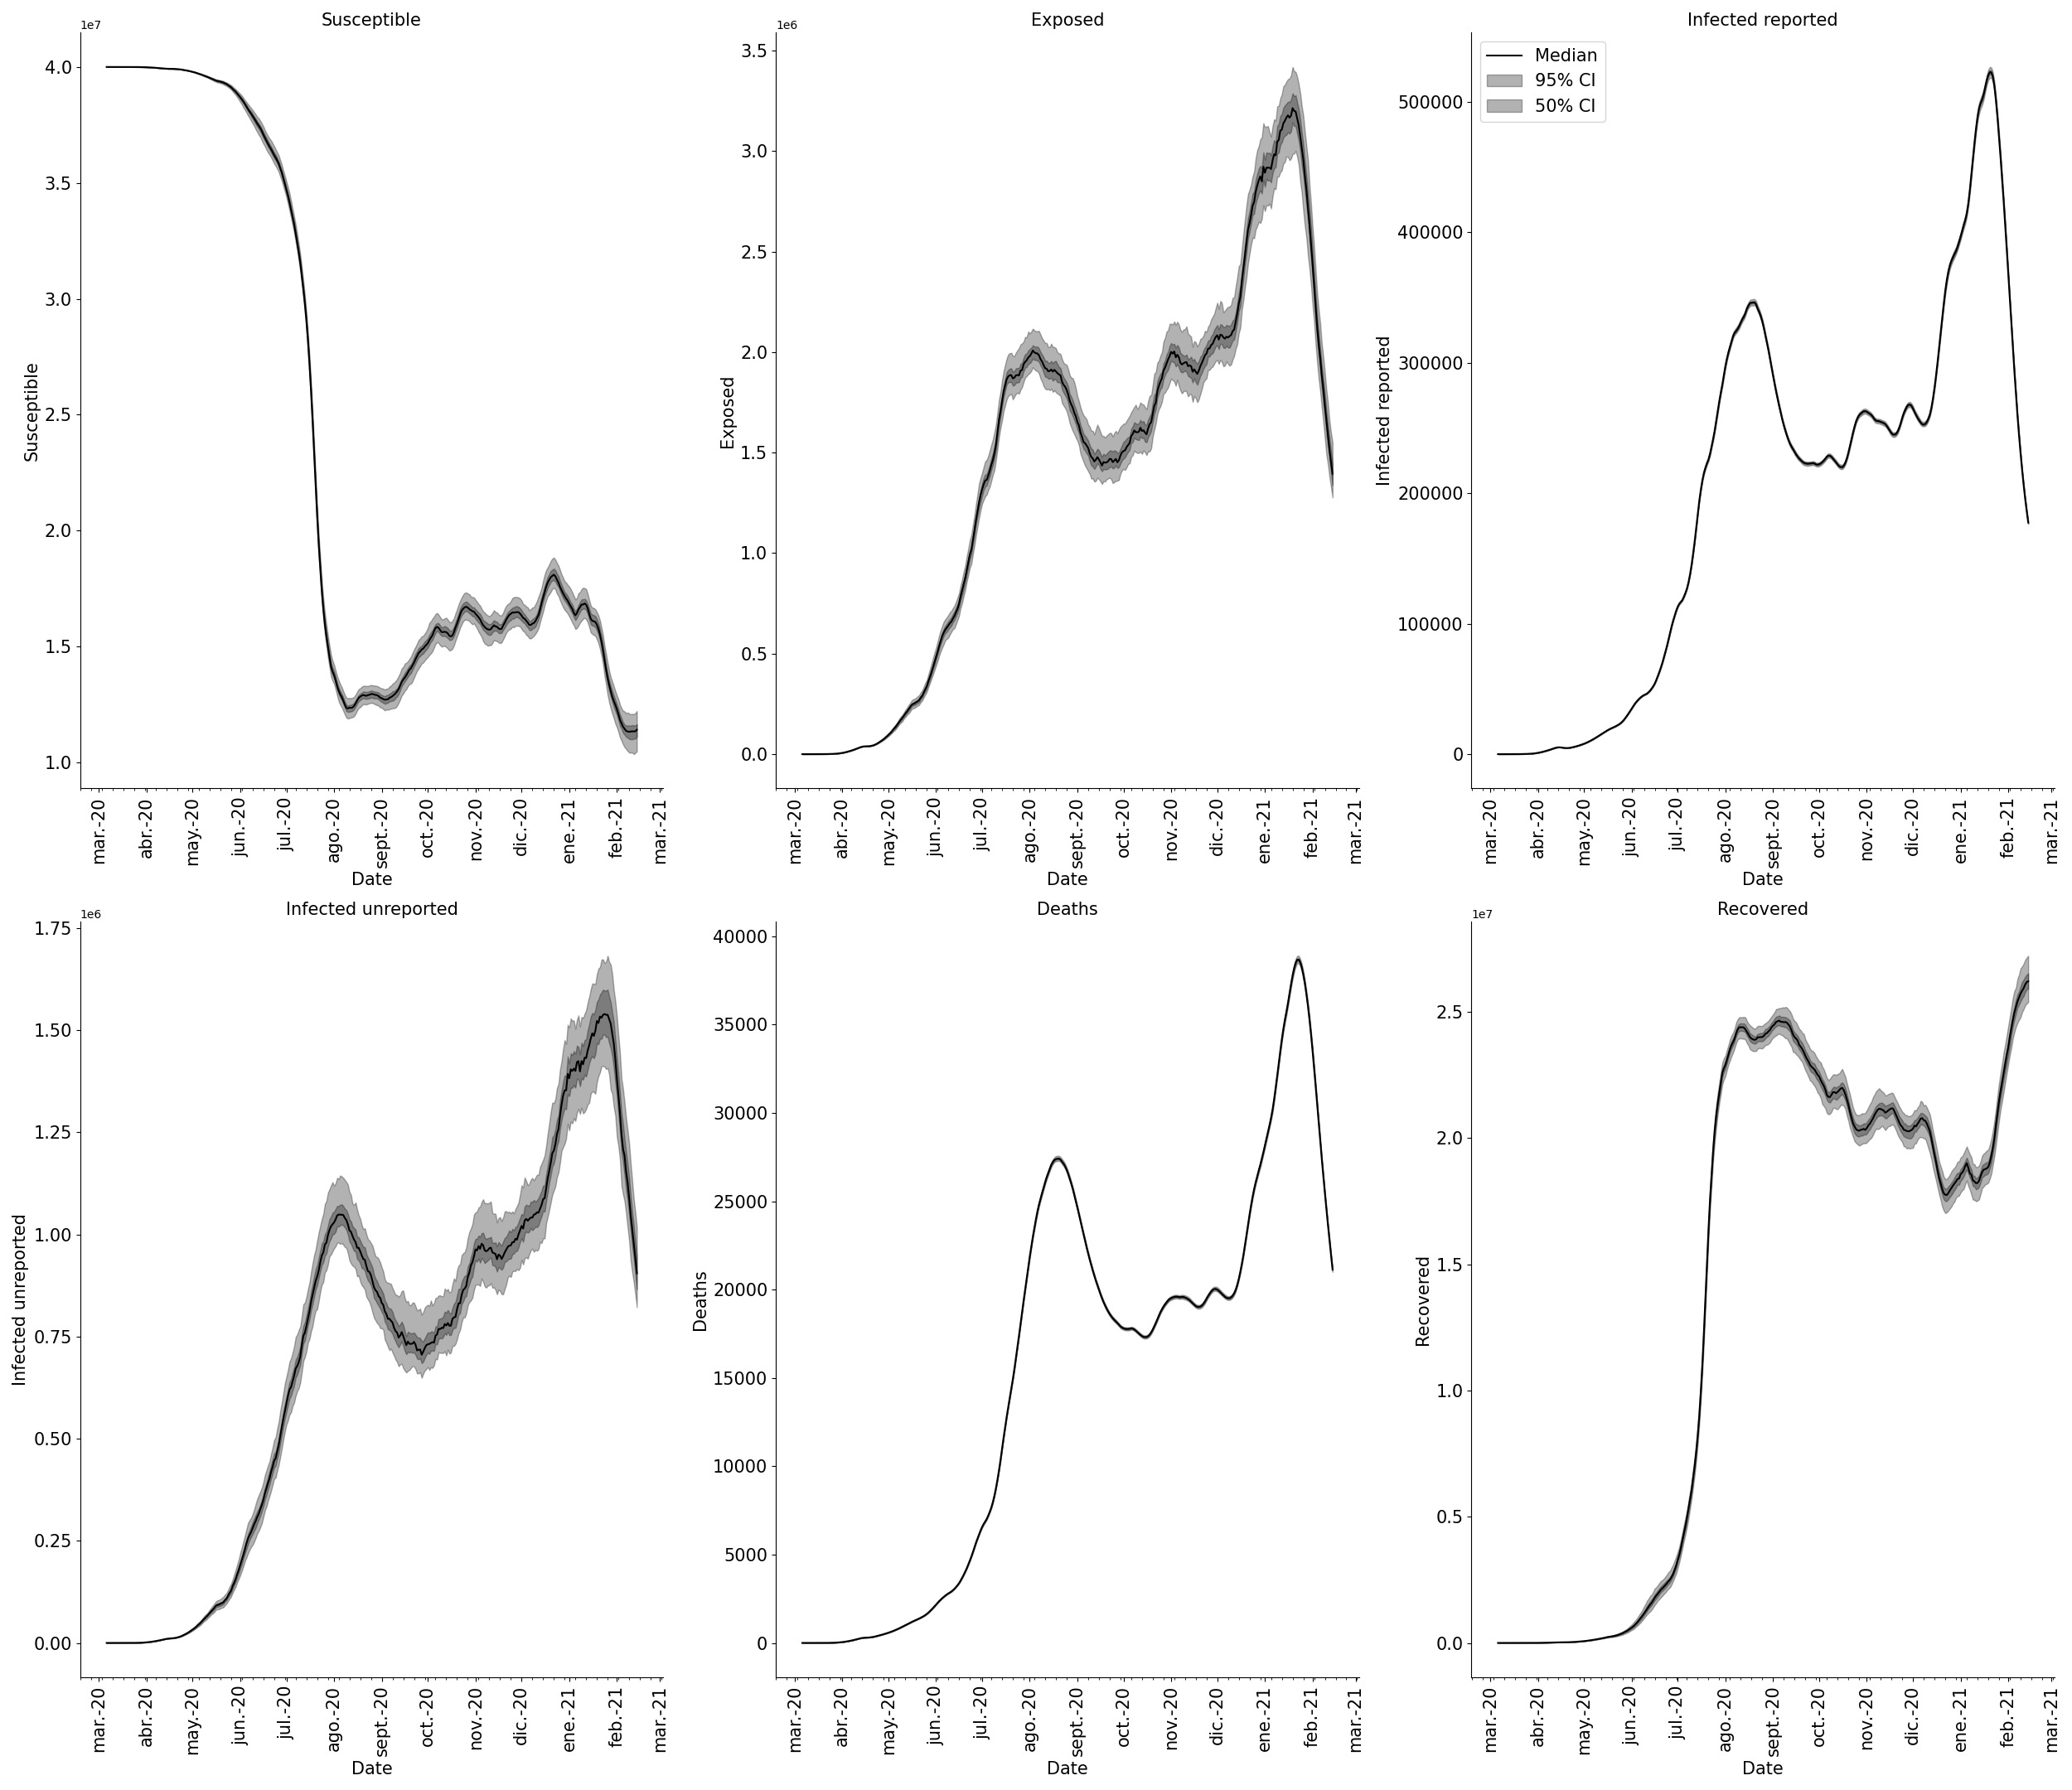 Susceptible
1e7
4.0
3.5
3.0
2.5
2.0
1.5
1.0
Susceptible
mar.-20
abr.-20
may.-20
jun.-20
jul.-20
ago.-20
sept.-20
oct.-20
nov.-20
dic.-20
ene.-21
feb.-21
mar.-21
Date
Exposed
1e6
3.5
3.0
2.5
2.0
1.5
1.0
0.5
0.0
Exposed
mar.-20
abr.-20
may.-20
jun.-20
jul.-20
ago.-20
sept.-20
oct.-20
nov.-20
dic.-20
ene.-21
feb.-21
mar.-21
Date
Infected reported
Median
95% CI
50% CI
500000
400000
300000
200000
100000
0
Infected reported
mar.-20
abr.-20
may.-20
jun.-20
jul.-20
ago.-20
sept.-20
oct.-20
nov.-20
dic.-20
ene.-21
feb.-21
mar.-21
Date
Infected unreported
1e6
1.75
1.50
1.25
1.00
0.75
0.50
0.25
0.00
Infected unreported
mar.-20
abr.-20
may.-20
jun.-20
jul.-20
ago.-20
sept.-20
oct.-20
nov.-20
dic.-20
ene.-21
feb.-21
mar.-21
Date
Deaths
40000
35000
30000
25000
20000
15000
10000
5000
0
Deaths
mar.-20
abr.-20
may.-20
jun.-20
jul.-20
ago.-20
sept.-20
oct.-20
nov.-20
dic.-20
ene.-21
feb.-21
mar.-21
Date
Recovered
1e7
2.5
2.0
1.5
1.0
0.5
0.0
Recovered
mar.-20
abr.-20
may.-20
jun.-20
jul.-20
ago.-20
sept.-20
oct.-20
nov.-20
dic.-20
ene.-21
feb.-21
mar.-21
Date